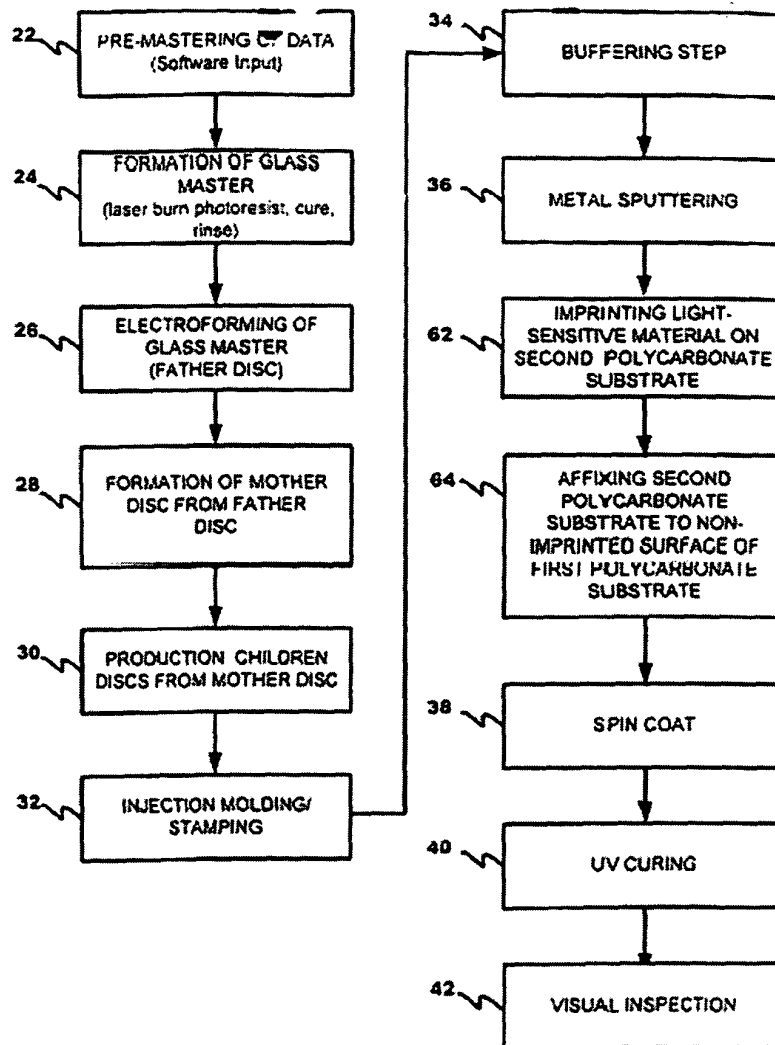 22
PRE-MASTERING OF DATA
(Software Input)
24
FORMATION OF GLASS
MASTER
(laser burn photoresist, cure,
rinse)
26
ELECTROFORMING OF
GLASS MASTER
(FATHER DISC)
28
FORMATION OF MOTHER
DISC FROM FATHER
DISC
30
PRODUCTION CHILDREN
DISCS FROM MOTHER DISC
32
INJECTION MOLDING/
STAMPING
34
BUFFERING STEP
36
METAL SPUTTERING
62
IMPRINTING LIGHT-
SENSITIVE MATERIAL ON
SECOND POLYCARBONATE
SUBSTRATE
64
AFFIXING SECOND
POLYCARBONATE
SUBSTRATE TO NON-
IMPRINTED SURFACE OF
FIRST POLYCARBONATE
SUBSTRATE
38
SPIN COAT
40
UV CURING
42
VISUAL INSPECTION